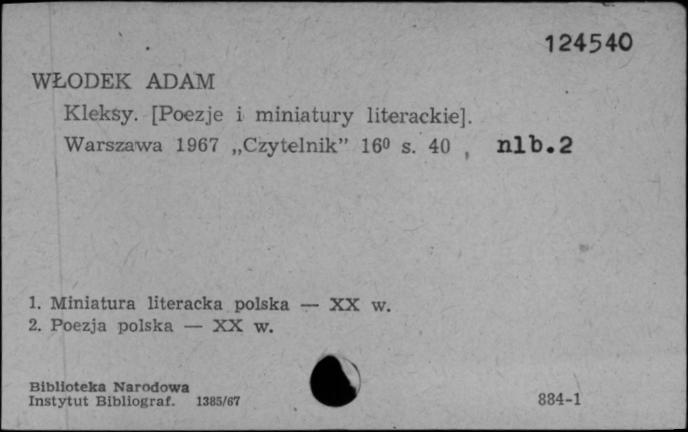 124540
WŁODEK ADAM
Kleksy. [Poezje i miniatury literackie].
Warszawa 1967 „Czytelnik” 16⁰ s. 40 , nlb.2
1. Miniatura literacka polska — XX w.
2. Poezja polska — XX w.
Biblioteka Narodowa
Instytut Bibliograf. 1385/67
884-1